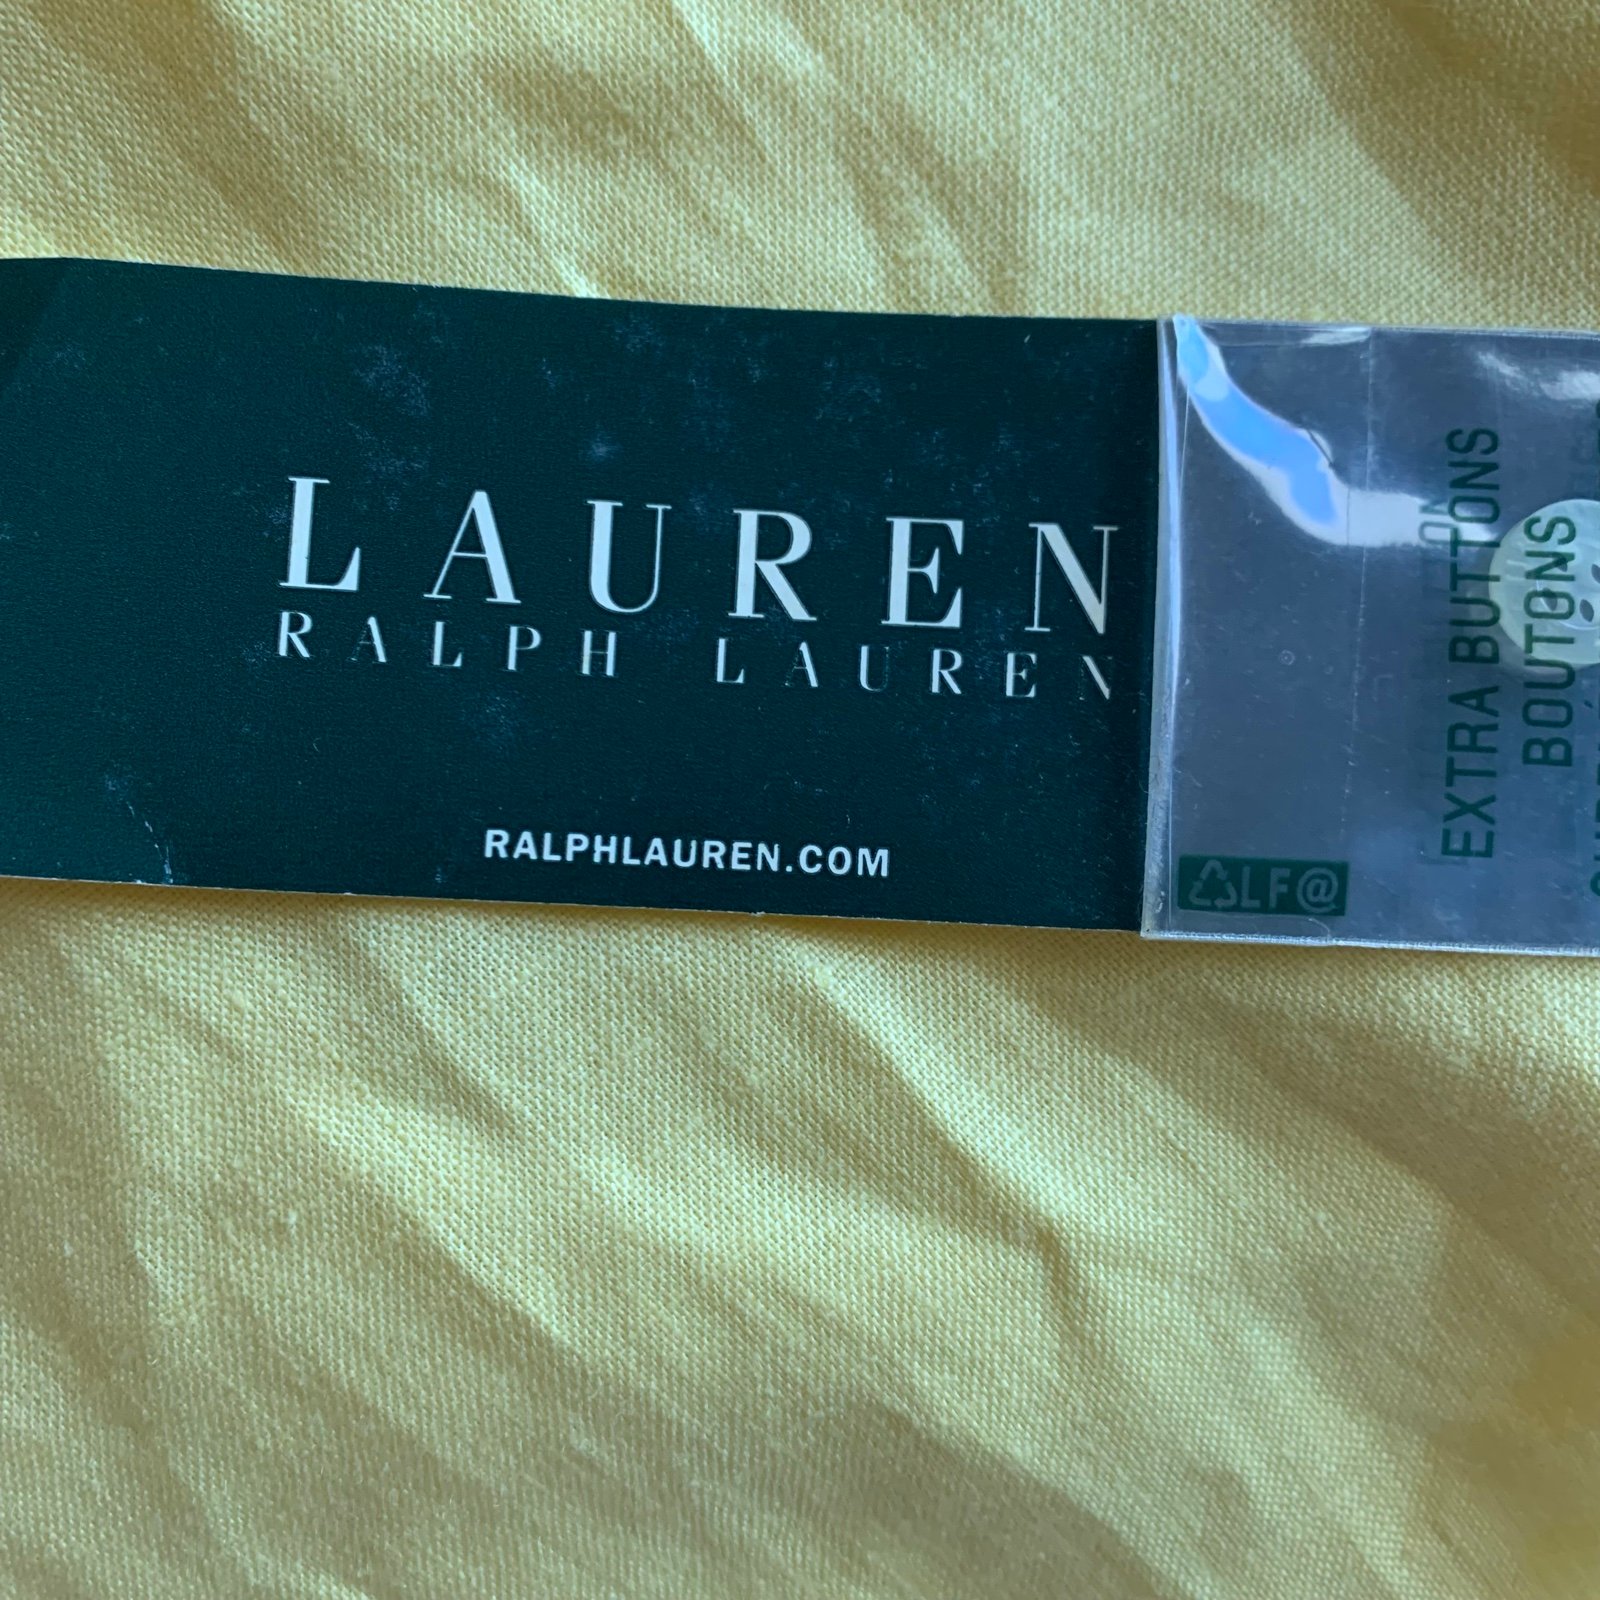 LAUREN
RALPH LAUREN
RALPHLAUREN.COM
LF@
EXTRA BUTTONS
BOUTONS